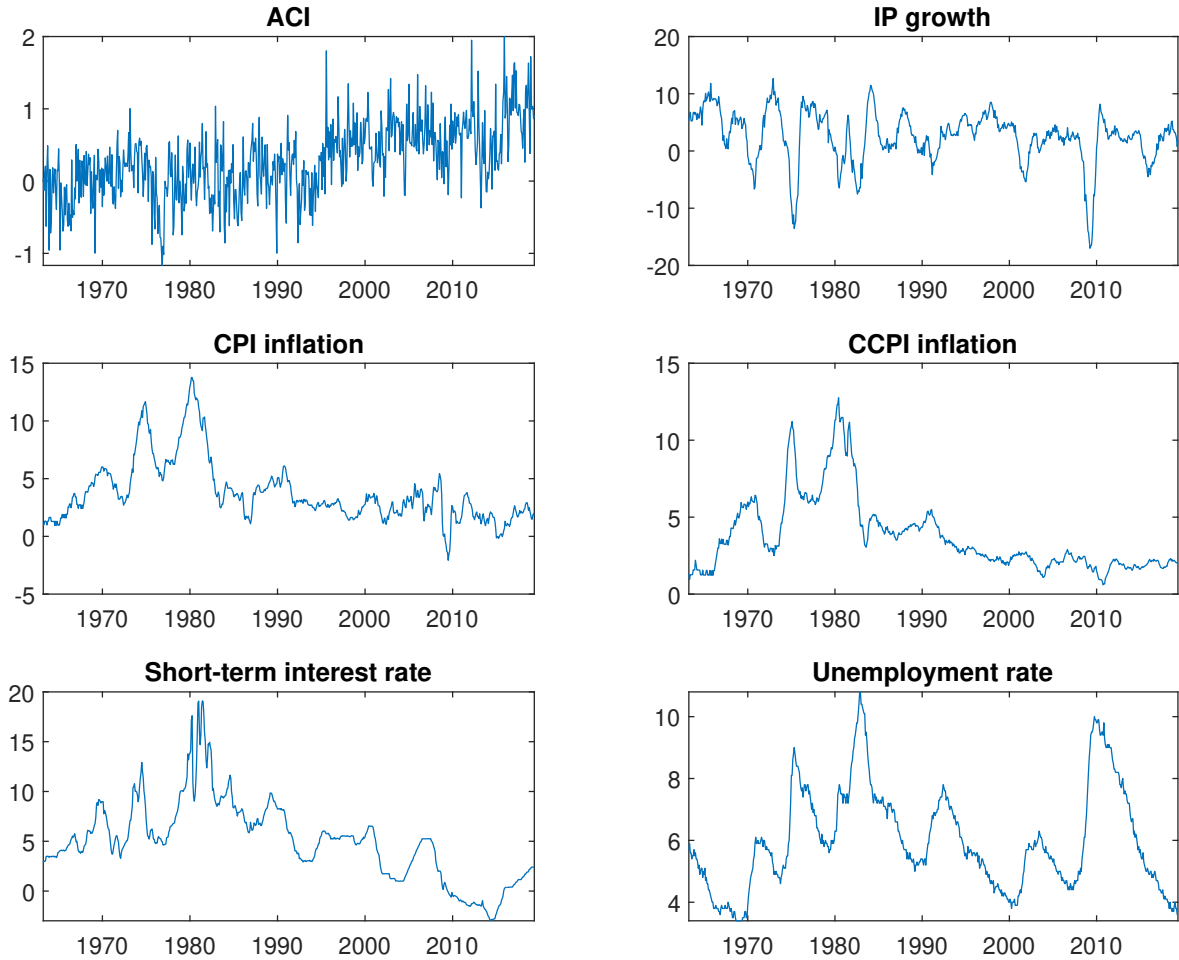 ACI
2
1
0
-1
1970 1980 1990 2000 2010
IP growth
20
10
0
-10
-20
1970 1980 1990 2000 2010
CPI inflation
15
10
5
0
-5
1970 1980 1990 2000 2010
CCPI inflation
15
10
5
0
1970 1980 1990 2000 2010
Short-term interest rate
20
15
10
5
0
1970 1980 1990 2000 2010
Unemployment rate
10
8
6
4
1970 1980 1990 2000 2010